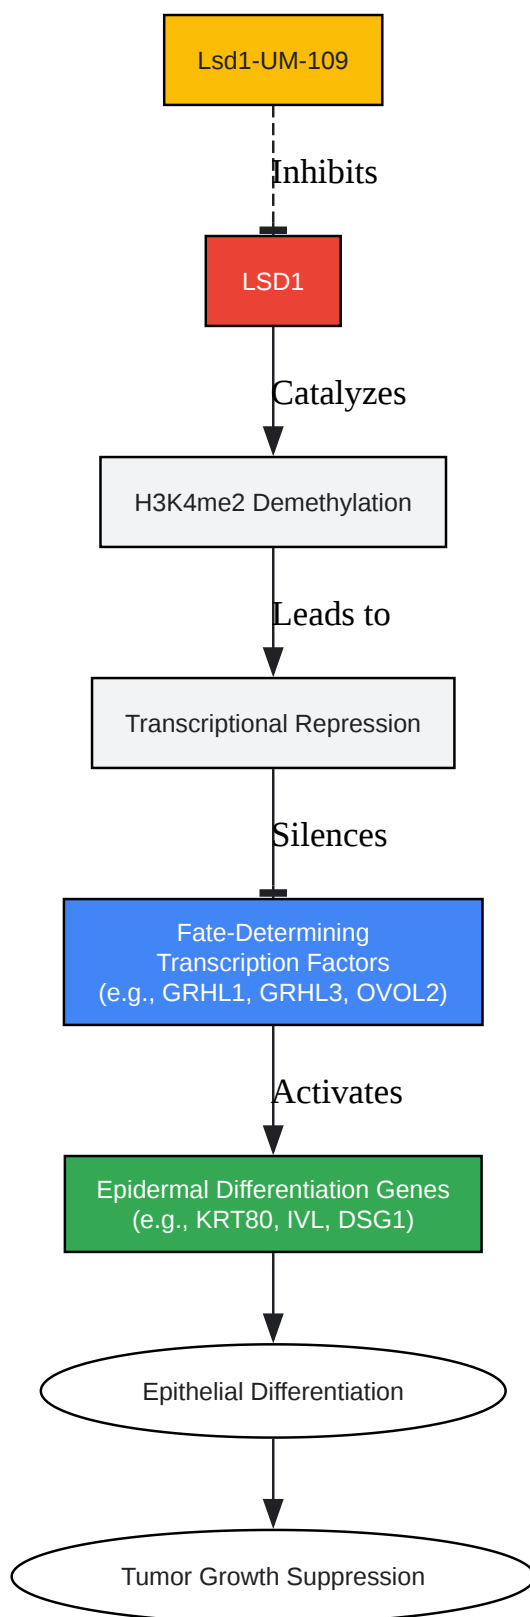 Lsd1-UM-109
Inhibits
LSD1
Catalyzes
H3K4me2 Demethylation
Leads to
Transcriptional Repression
Silences
Fate-Determining
Transcription Factors
(e.g., GRHL1, GRHL3, OVOL2)
Activates
Epidermal Differentiation Genes
(e.g., KRT80, IVL, DSG1)
Epithelial Differentiation
Tumor Growth Suppression